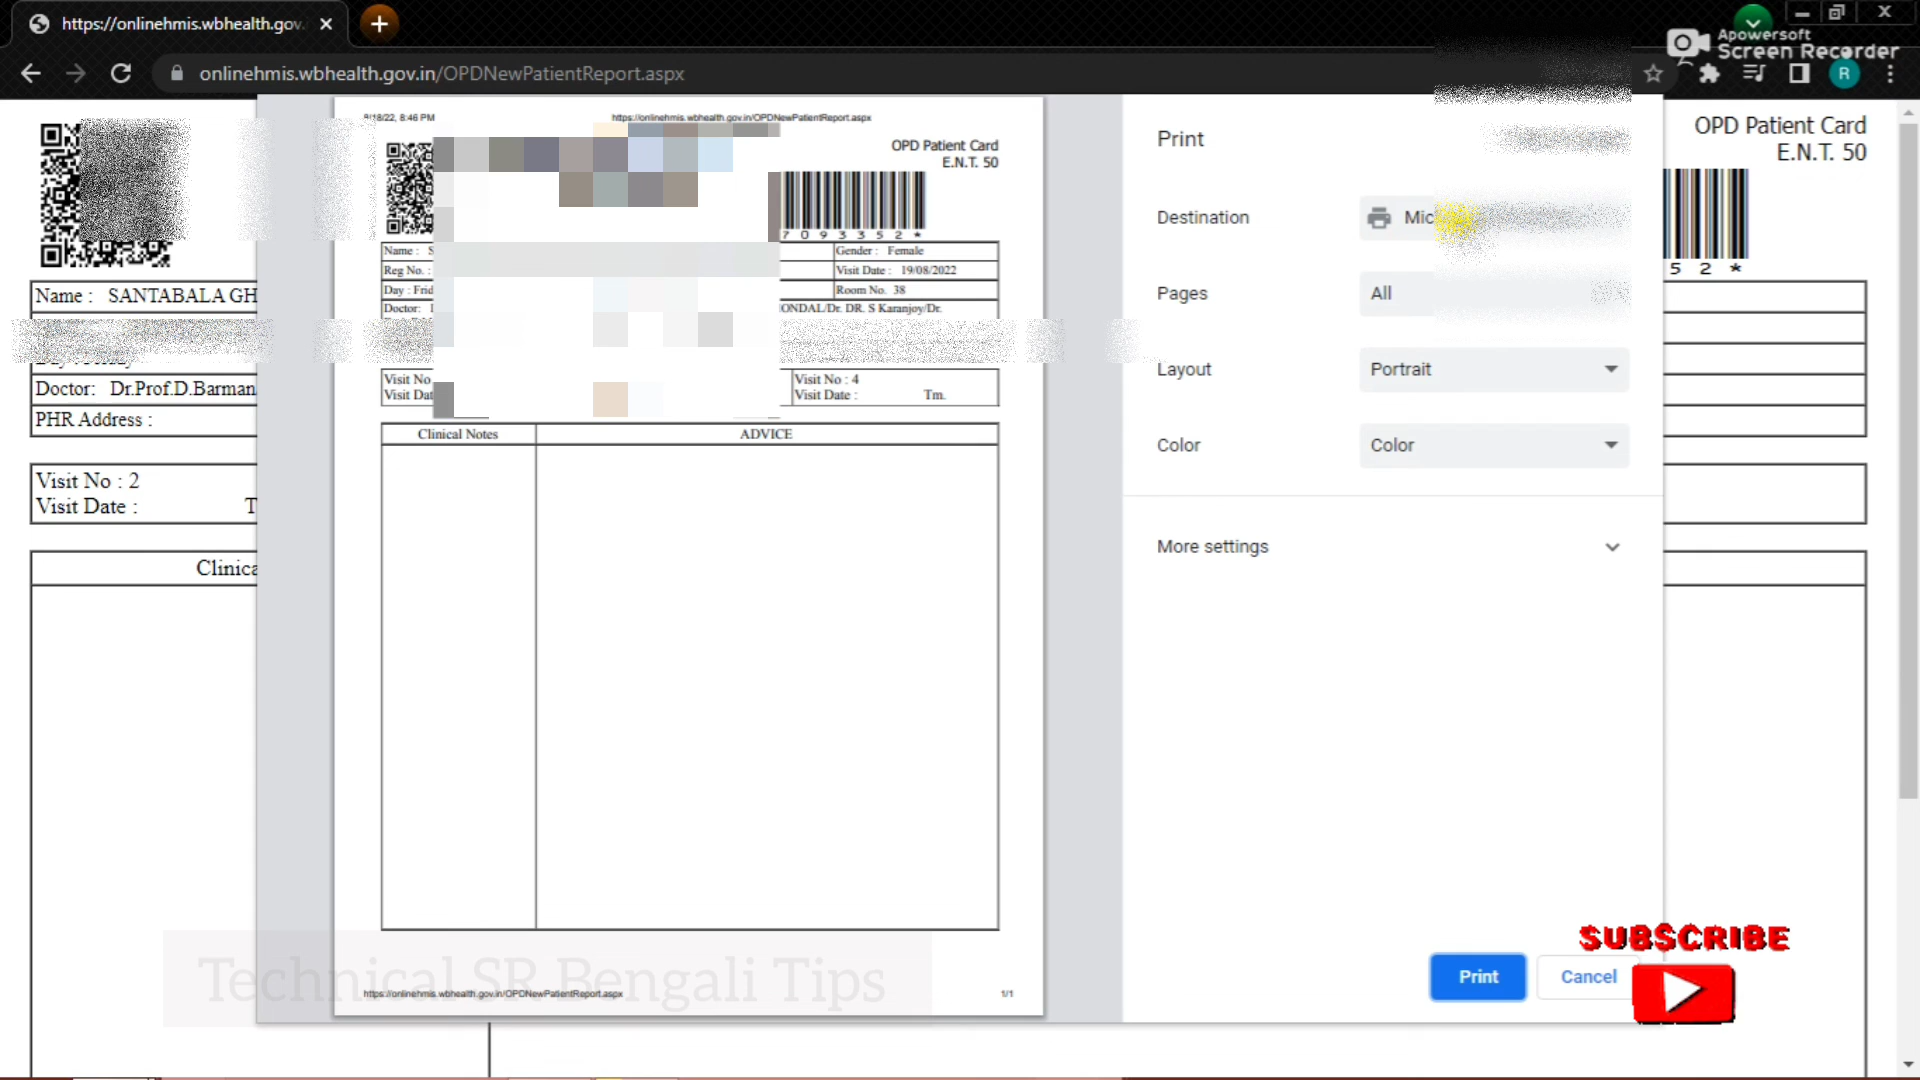 https://onlinehmis.wbhealth.gov.
Apowersoft
Screen Recorder
onlinehmis.wbhealth.gov.in/OPDNewPatientReport.aspx
R
OPD Patient Card
E.N.T. 50
5 2 *
Name : SANTABALA GH
Doctor: Dr.Prof.D.Barman
PHR Address :
Visit No : 2
Visit Date : T
Clinica
8/18/22, 8:46 PM
https://onlinehmis.wbhealth.gov.in/OPDNewPatientReport.aspx
OPD Patient Card
E.N.T. 50
7 0 9 3 3 5 2 *
Name : S
Gender : Female
Reg No. :
Visit Date : 19/08/2022
Day : Frid
Room No. 38
Doctor:
ONDAL/Dr. DR. S Karanjoy/Dr.
Visit No
Visit No : 4
Visit Dat
Visit Date : Tm.
Clinical Notes ADVICE
https://onlinehmis.wbhealth.gov.in/OPDNewPatientReport.aspx
1/1
Technical SR Bengali Tips
Print
Destination Mic
Pages All
Layout Portrait
Color Color
More settings
Print Cancel
SUBSCRIBE